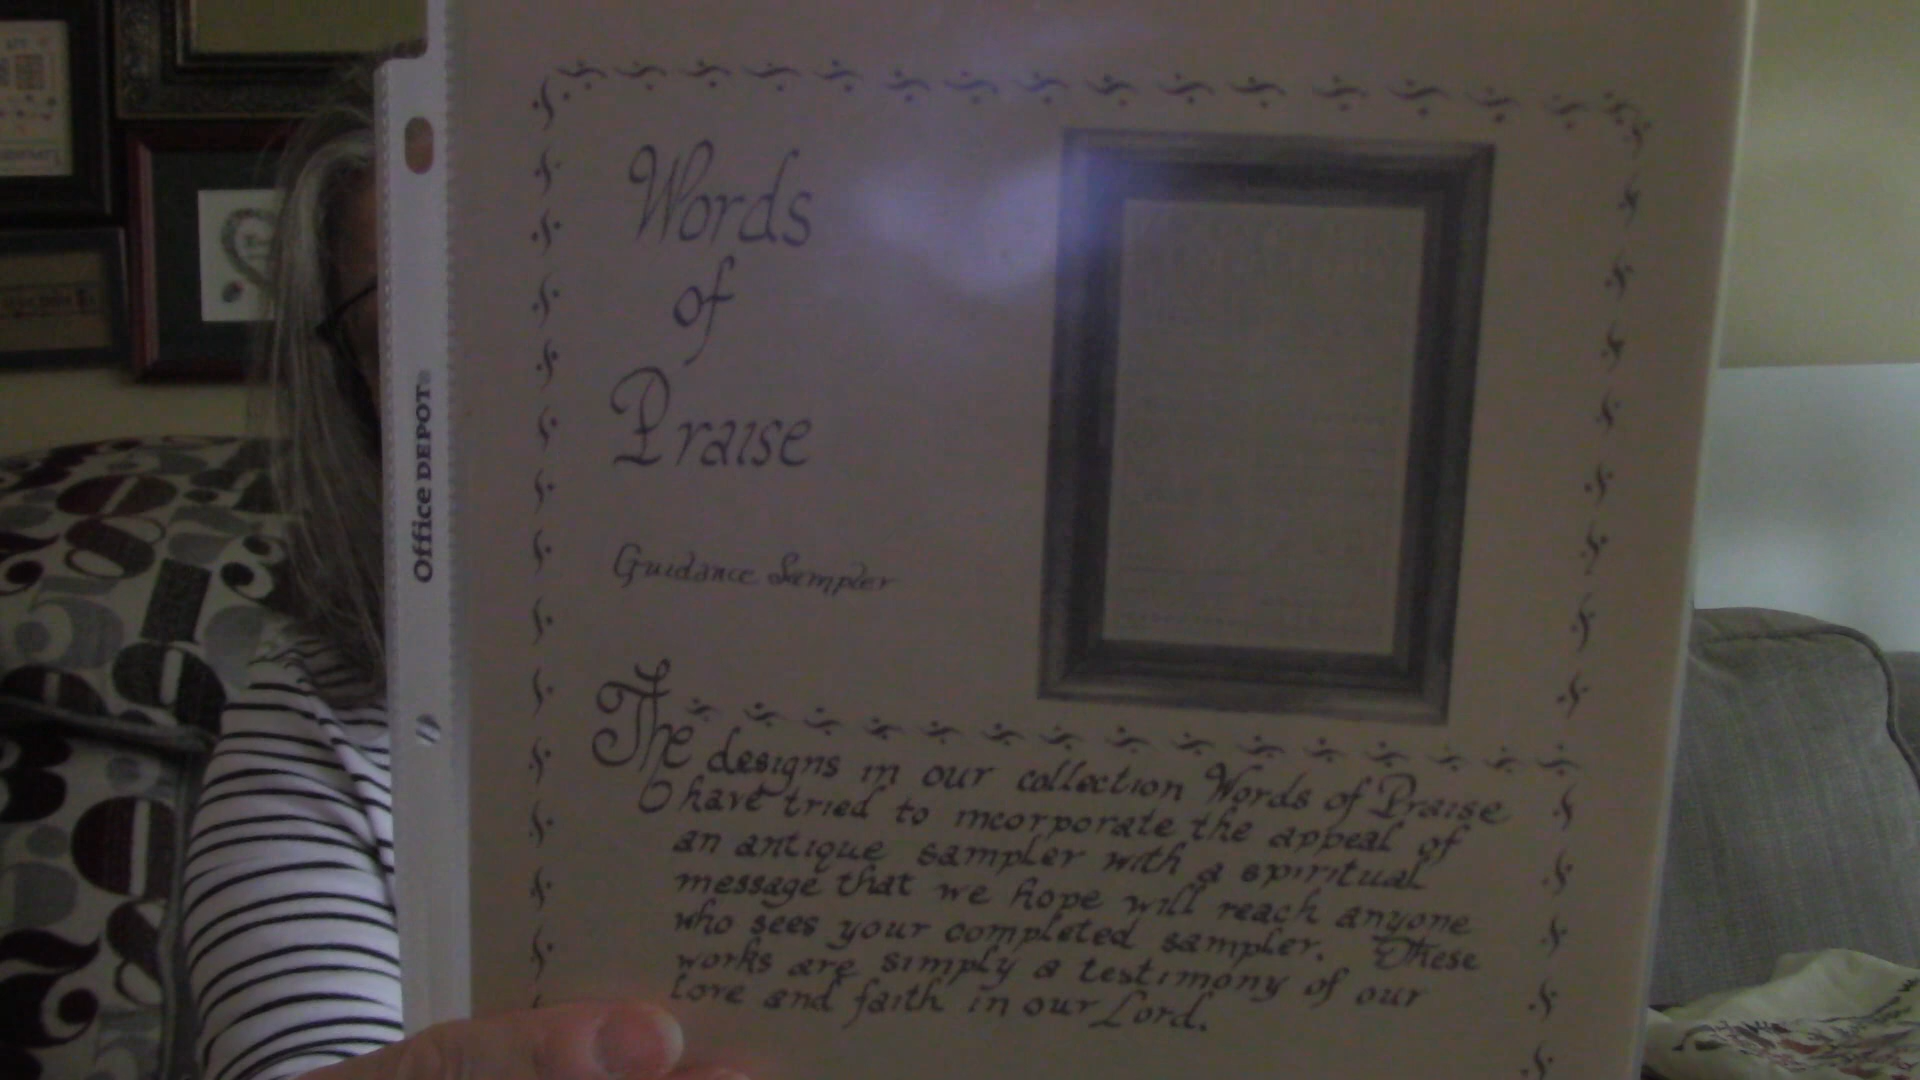 Words
of
Praise
Guidance Sampler
The designs in our collection Words of Praise
have tried to incorporate the appeal of
an antique sampler with a spiritual
message that we hope will reach anyone
who sees your completed sampler. These
works are simply a testimony of our
love and faith in our Lord.
Office DEPOT